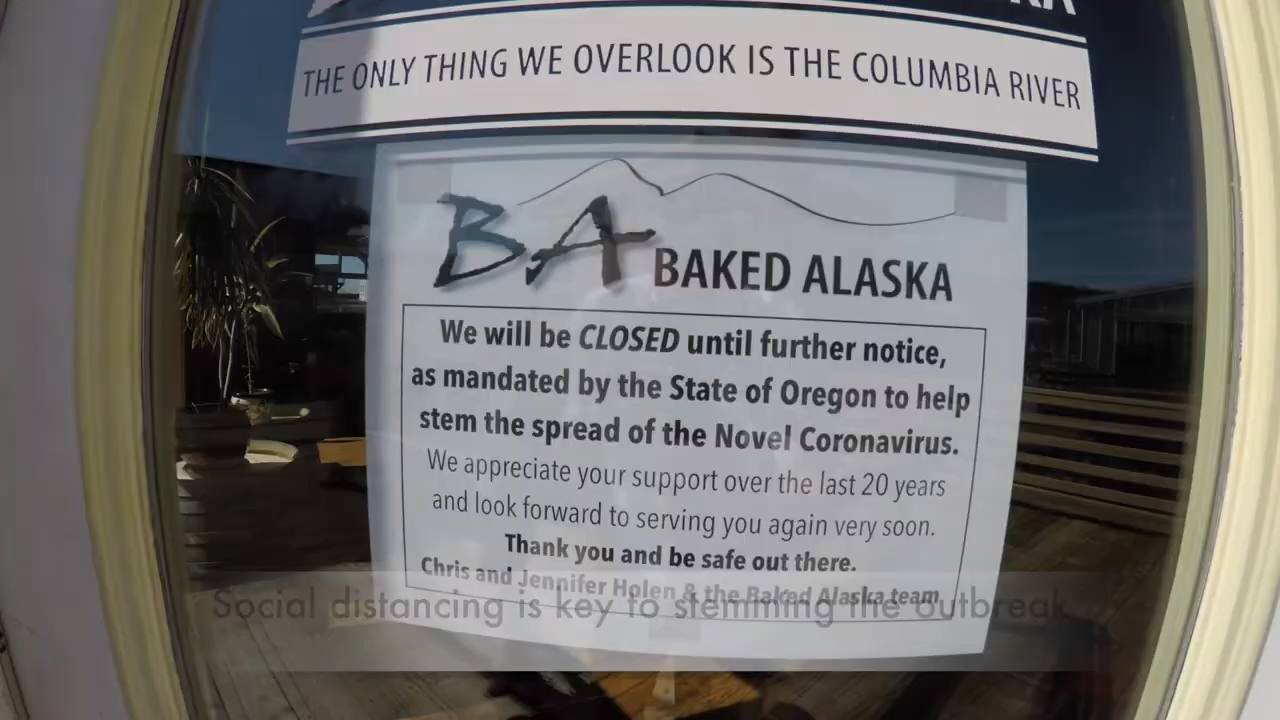 THE ONLY THING WE OVERLOOK IS THE COLUMBIA RIVER
BA BAKED ALASKA
We will be CLOSED until further notice,
as mandated by the State of Oregon to help
stem the spread of the Novel Coronavirus.
We appreciate your support over the last 20 years
and look forward to serving you again very soon.
Thank you and be safe out there.
Chris and Jennifer Holen & the Baked Alaska team
Social distancing is key to stemming the outbreak